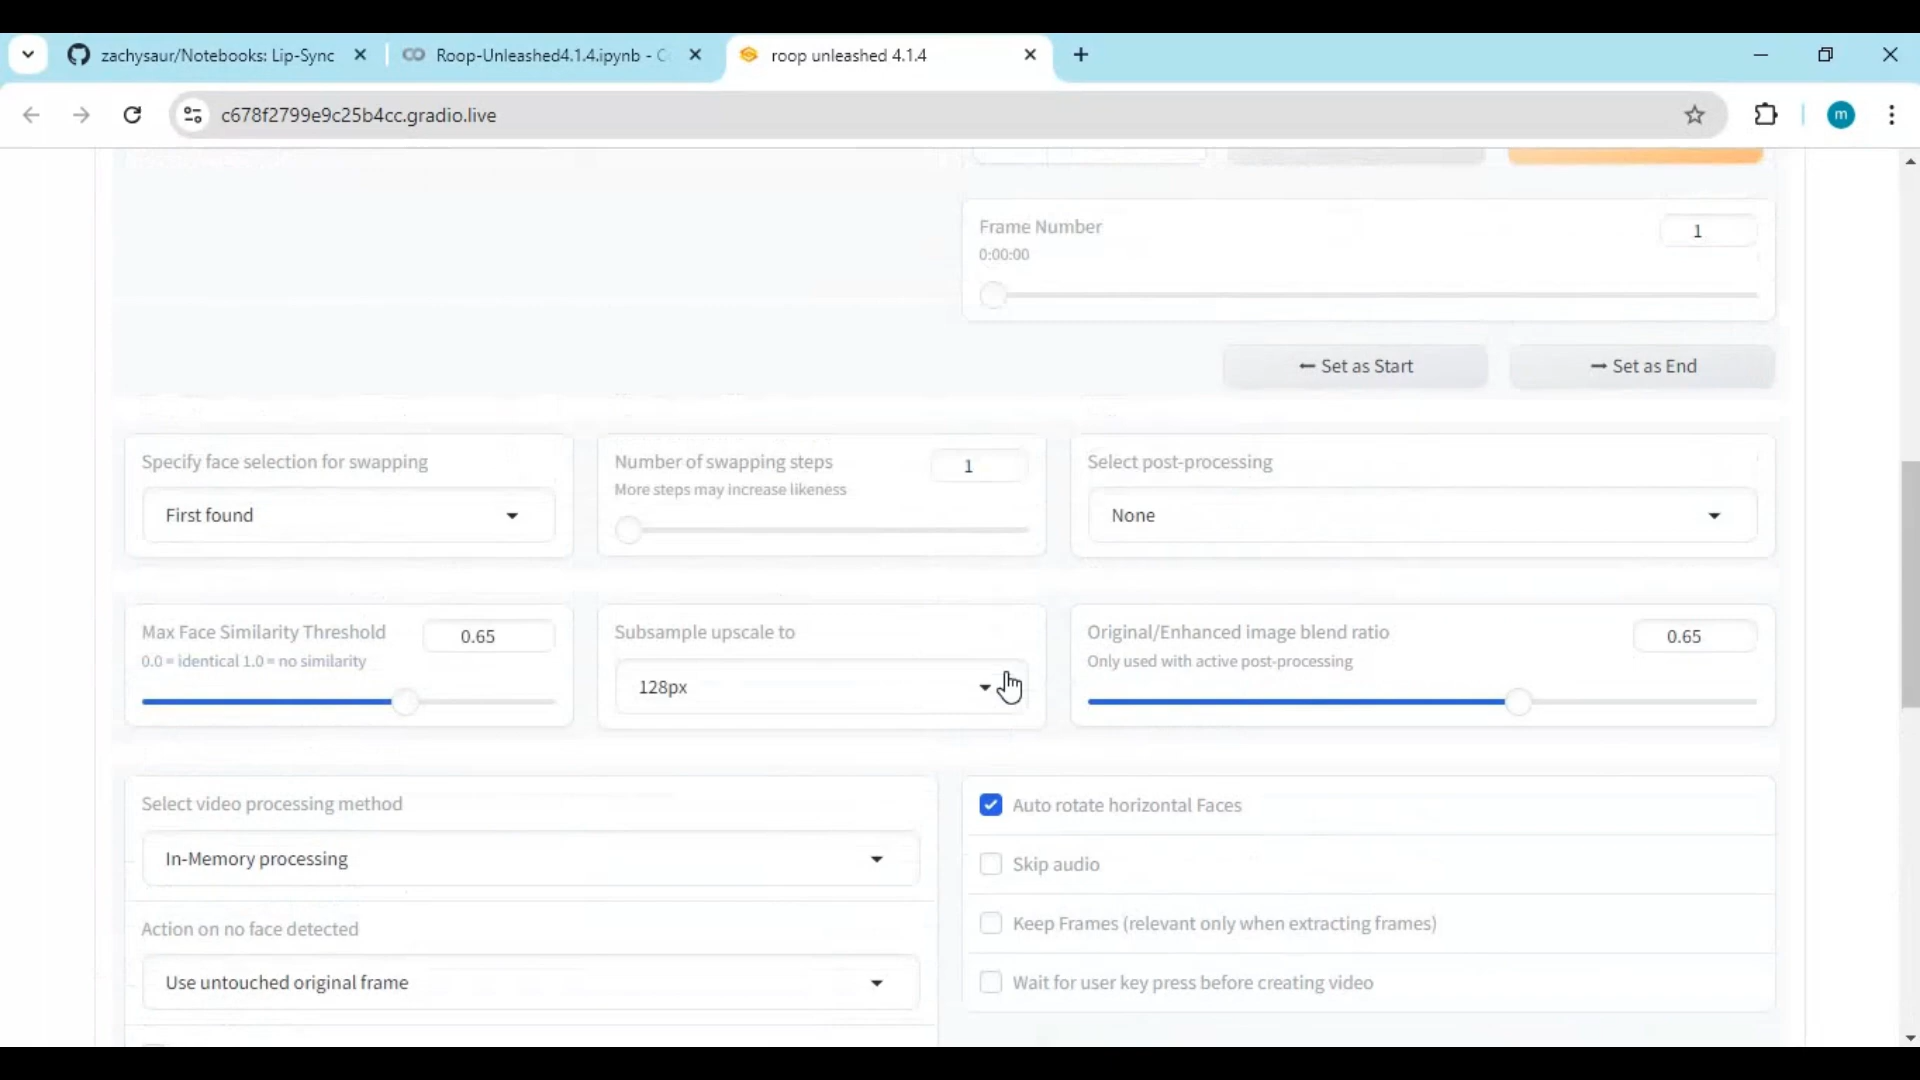 zachysaur/Notebooks: Lip-Sync
Roop-Unleashed4.1.4.ipynb - C
roop unleashed 4.1.4
c678f2799e9c25b4cc.gradio.live
m
Frame Number
1
0:00:00
← Set as Start
→ Set as End
Specify face selection for swapping
First found
Number of swapping steps
1
More steps may increase likeness
Select post-processing
None
Max Face Similarity Threshold
0.65
0.0 = identical 1.0 = no similarity
Subsample upscale to
128px
Original/Enhanced image blend ratio
0.65
Only used with active post-processing
Select video processing method
In-Memory processing
Action on no face detected
Use untouched original frame
Auto rotate horizontal Faces
Skip audio
Keep Frames (relevant only when extracting frames)
Wait for user key press before creating video